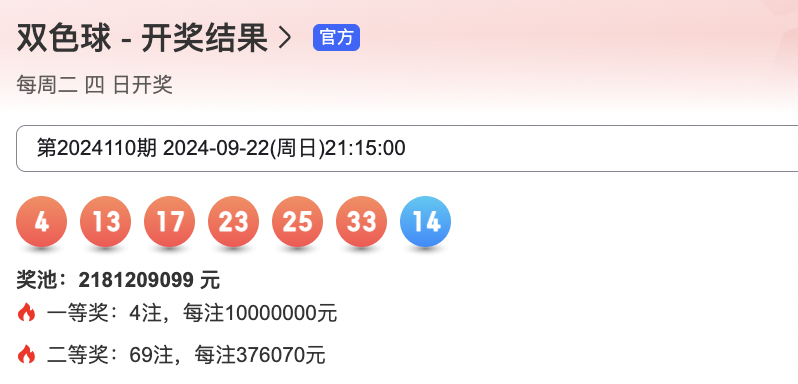 双色球 - 开奖结果 官方
每周二 四 日开奖
第2024110期 2024-09-22(周日)21:15:00
4 13 17 23 25 33 14
奖池：2181209099 元
一等奖：4注，每注10000000元
二等奖：69注，每注376070元